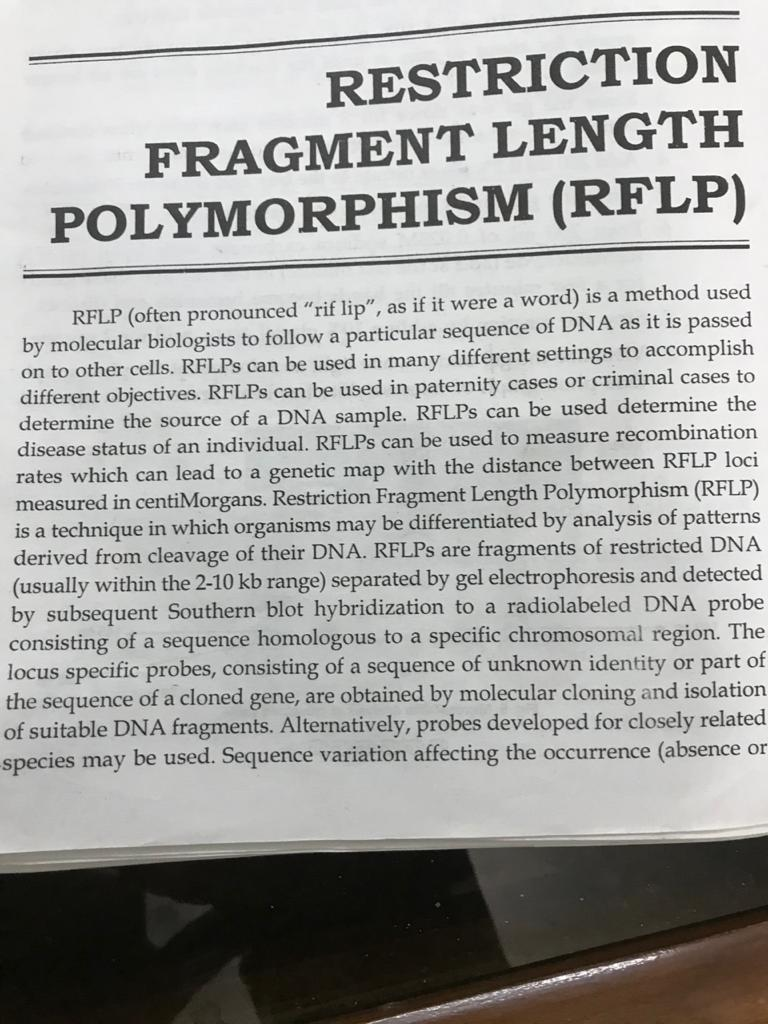 RESTRICTION
FRAGMENT LENGTH
POLYMORPHISM (RFLP)
RFLP (often pronounced "rif lip", as if it were a word) is a method used
by molecular biologists to follow a particular sequence of DNA as it is passed
on to other cells. RFLPs can be used in many different settings to accomplish
different objectives. RFLPs can be used in paternity cases or criminal cases to
determine the source of a DNA sample. RFLPs can be used determine the
disease status of an individual. RFLPs can be used to measure recombination
rates which can lead to a genetic map with the distance between RFLP loci
measured in centiMorgans. Restriction Fragment Length Polymorphism (RFLP)
is a technique in which organisms may be differentiated by analysis of patterns
derived from cleavage of their DNA. RFLPs are fragments of restricted DNA
(usually within the 2-10 kb range) separated by gel electrophoresis and detected
by subsequent Southern blot hybridization to a radiolabeled DNA probe
consisting of a sequence homologous to a specific chromosomal region. The
locus specific probes, consisting of a sequence of unknown identity or part of
the sequence of a cloned gene, are obtained by molecular cloning and isolation
of suitable DNA fragments. Alternatively, probes developed for closely related
species may be used. Sequence variation affecting the occurrence (absence or